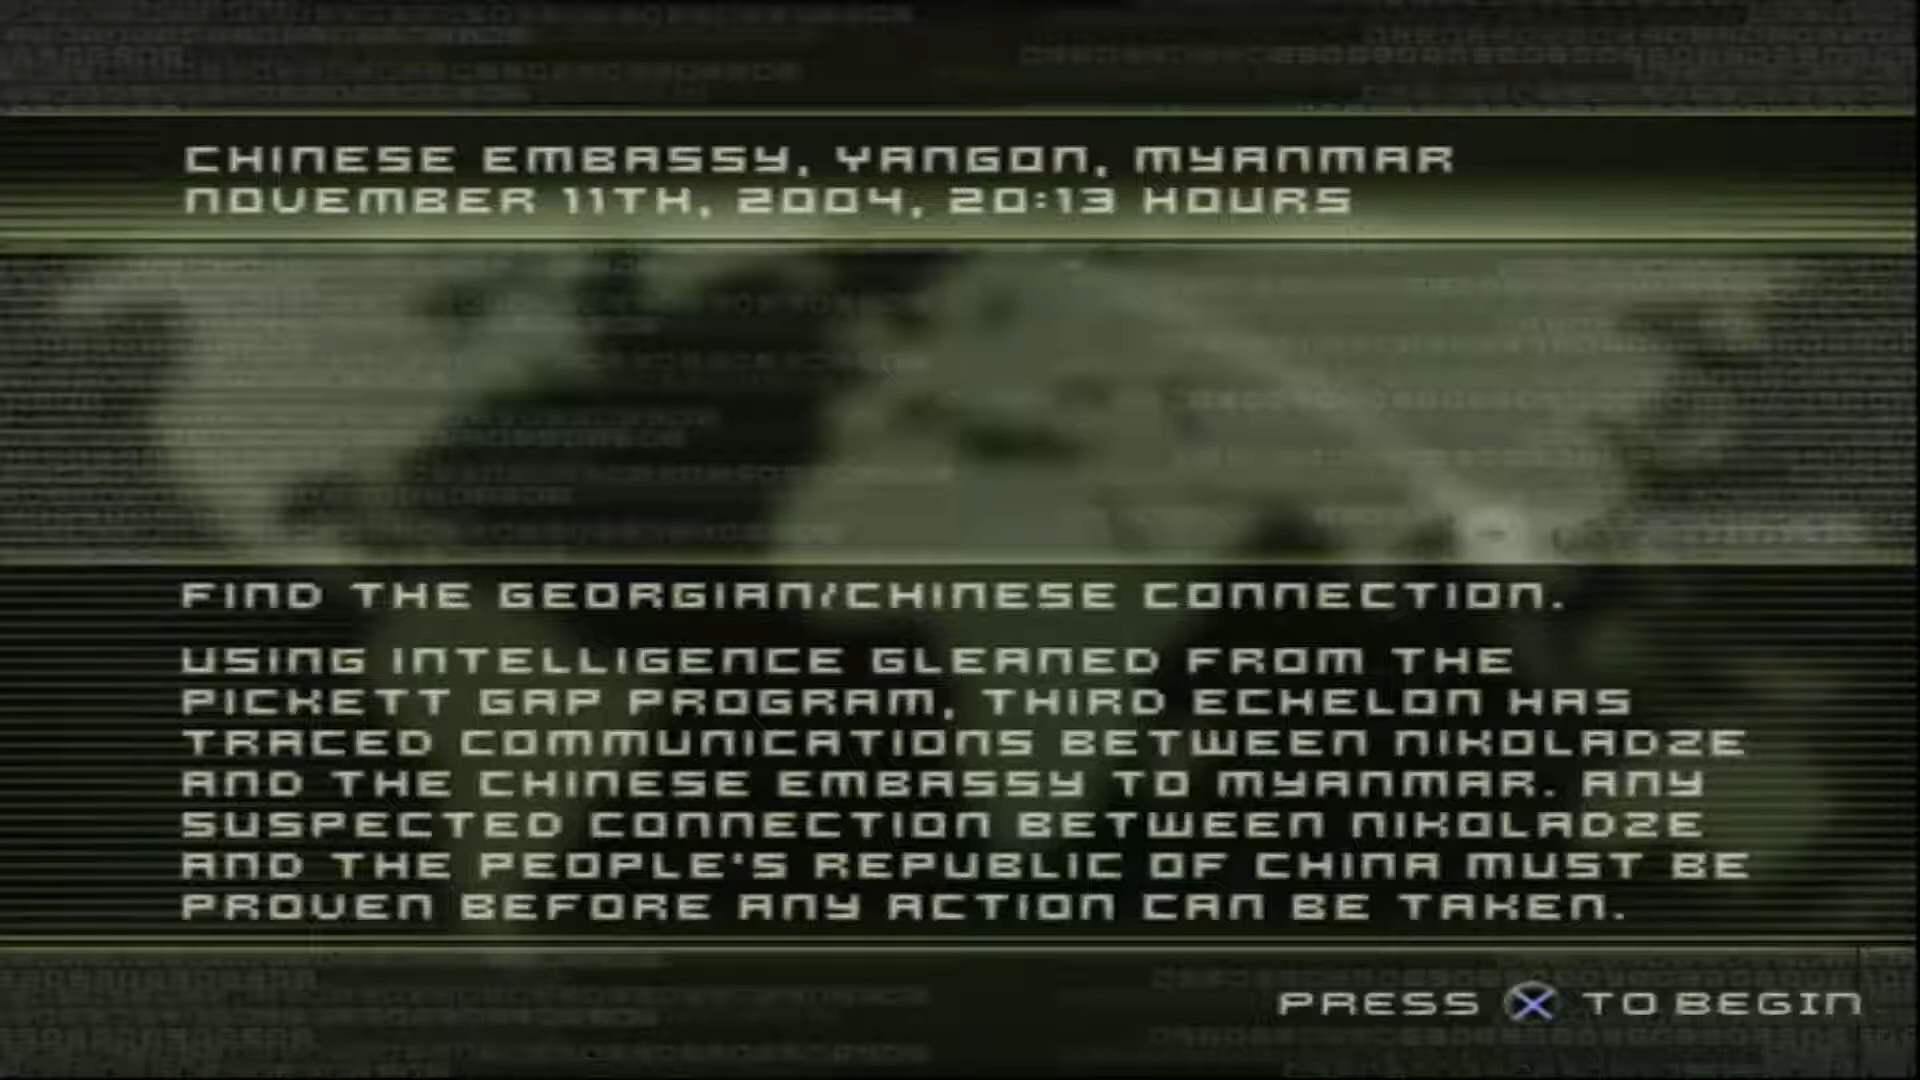 CHINESE EMBASSY, YANGON, MYANMAR
NOVEMBER 11TH, 2004, 20:13 HOURS
FIND THE GEORGIAN/CHINESE CONNECTION.
USING INTELLIGENCE GLEANED FROM THE
PICKETT GAP PROGRAM, THIRD ECHELON HAS
TRACED COMMUNICATIONS BETWEEN NIKOLADZE
AND THE CHINESE EMBASSY TO MYANMAR. ANY
SUSPECTED CONNECTION BETWEEN NIKOLADZE
AND THE PEOPLE'S REPUBLIC OF CHINA MUST BE
PROVEN BEFORE ANY ACTION CAN BE TAKEN.
PRESS X TO BEGIN